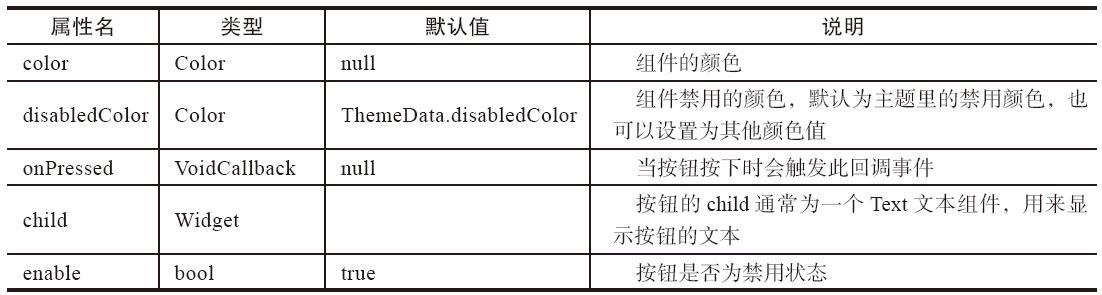 属性名 类型 默认值 说明
color Color null 组件的颜色
disabledColor Color ThemeData.disabledColor 组件禁用的颜色，默认为主题里的禁用颜色，也
可以设置为其他颜色值
onPressed VoidCallback null 当按钮按下时会触发此回调事件
child Widget 按钮的 child 通常为一个 Text 文本组件，用来显
示按钮的文本
enable bool true 按钮是否为禁用状态